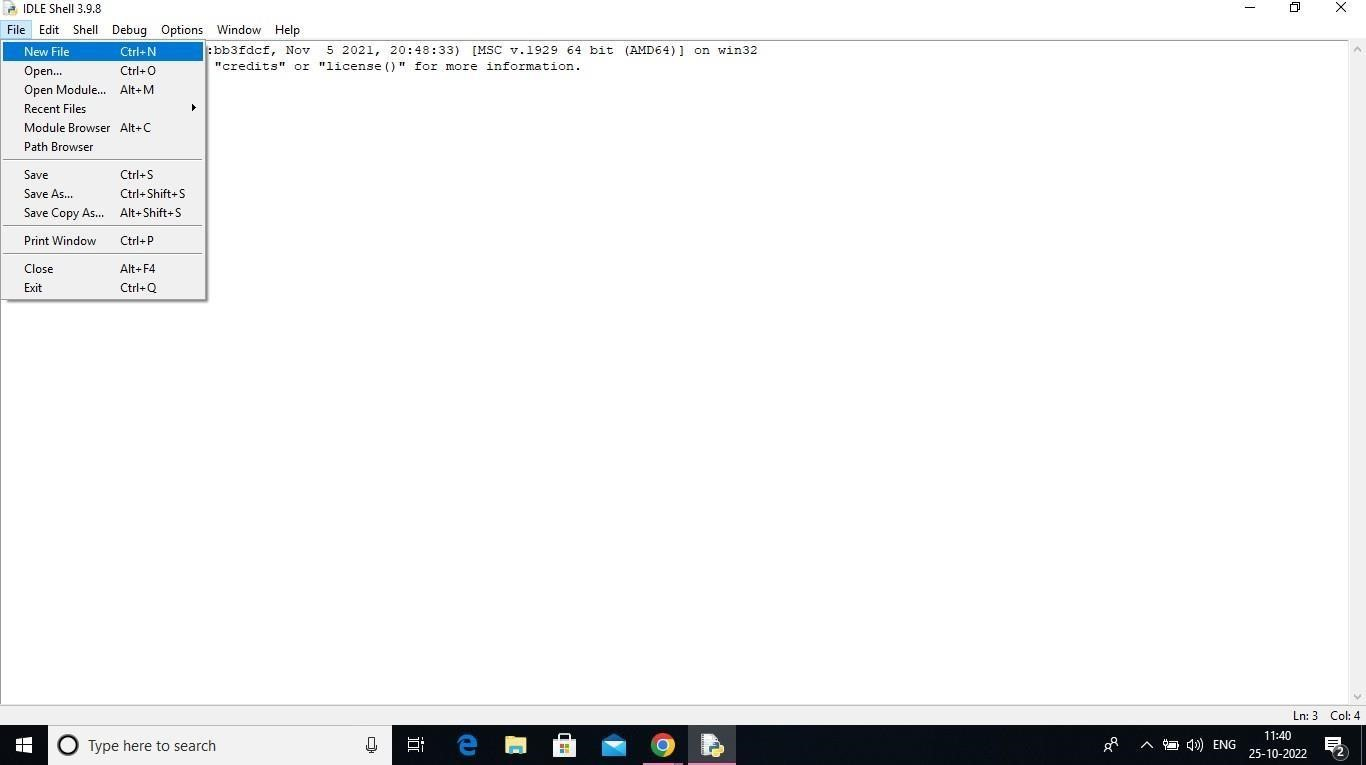 IDLE Shell 3.9.8
File Edit Shell Debug Options Window Help
New File Ctrl+N
Open... Ctrl+O
Open Module... Alt+M
Recent Files
Module Browser Alt+C
Path Browser
Save Ctrl+S
Save As... Ctrl+Shift+S
Save Copy As... Alt+Shift+S
Print Window Ctrl+P
Close Alt+F4
Exit Ctrl+Q
:bb3fdcf, Nov  5 2021, 20:48:33) [MSC v.1929 64 bit (AMD64)] on win32
"credits" or "license()" for more information.
Ln: 3 Col: 4
Type here to search
ENG
11:40
25-10-2022
2